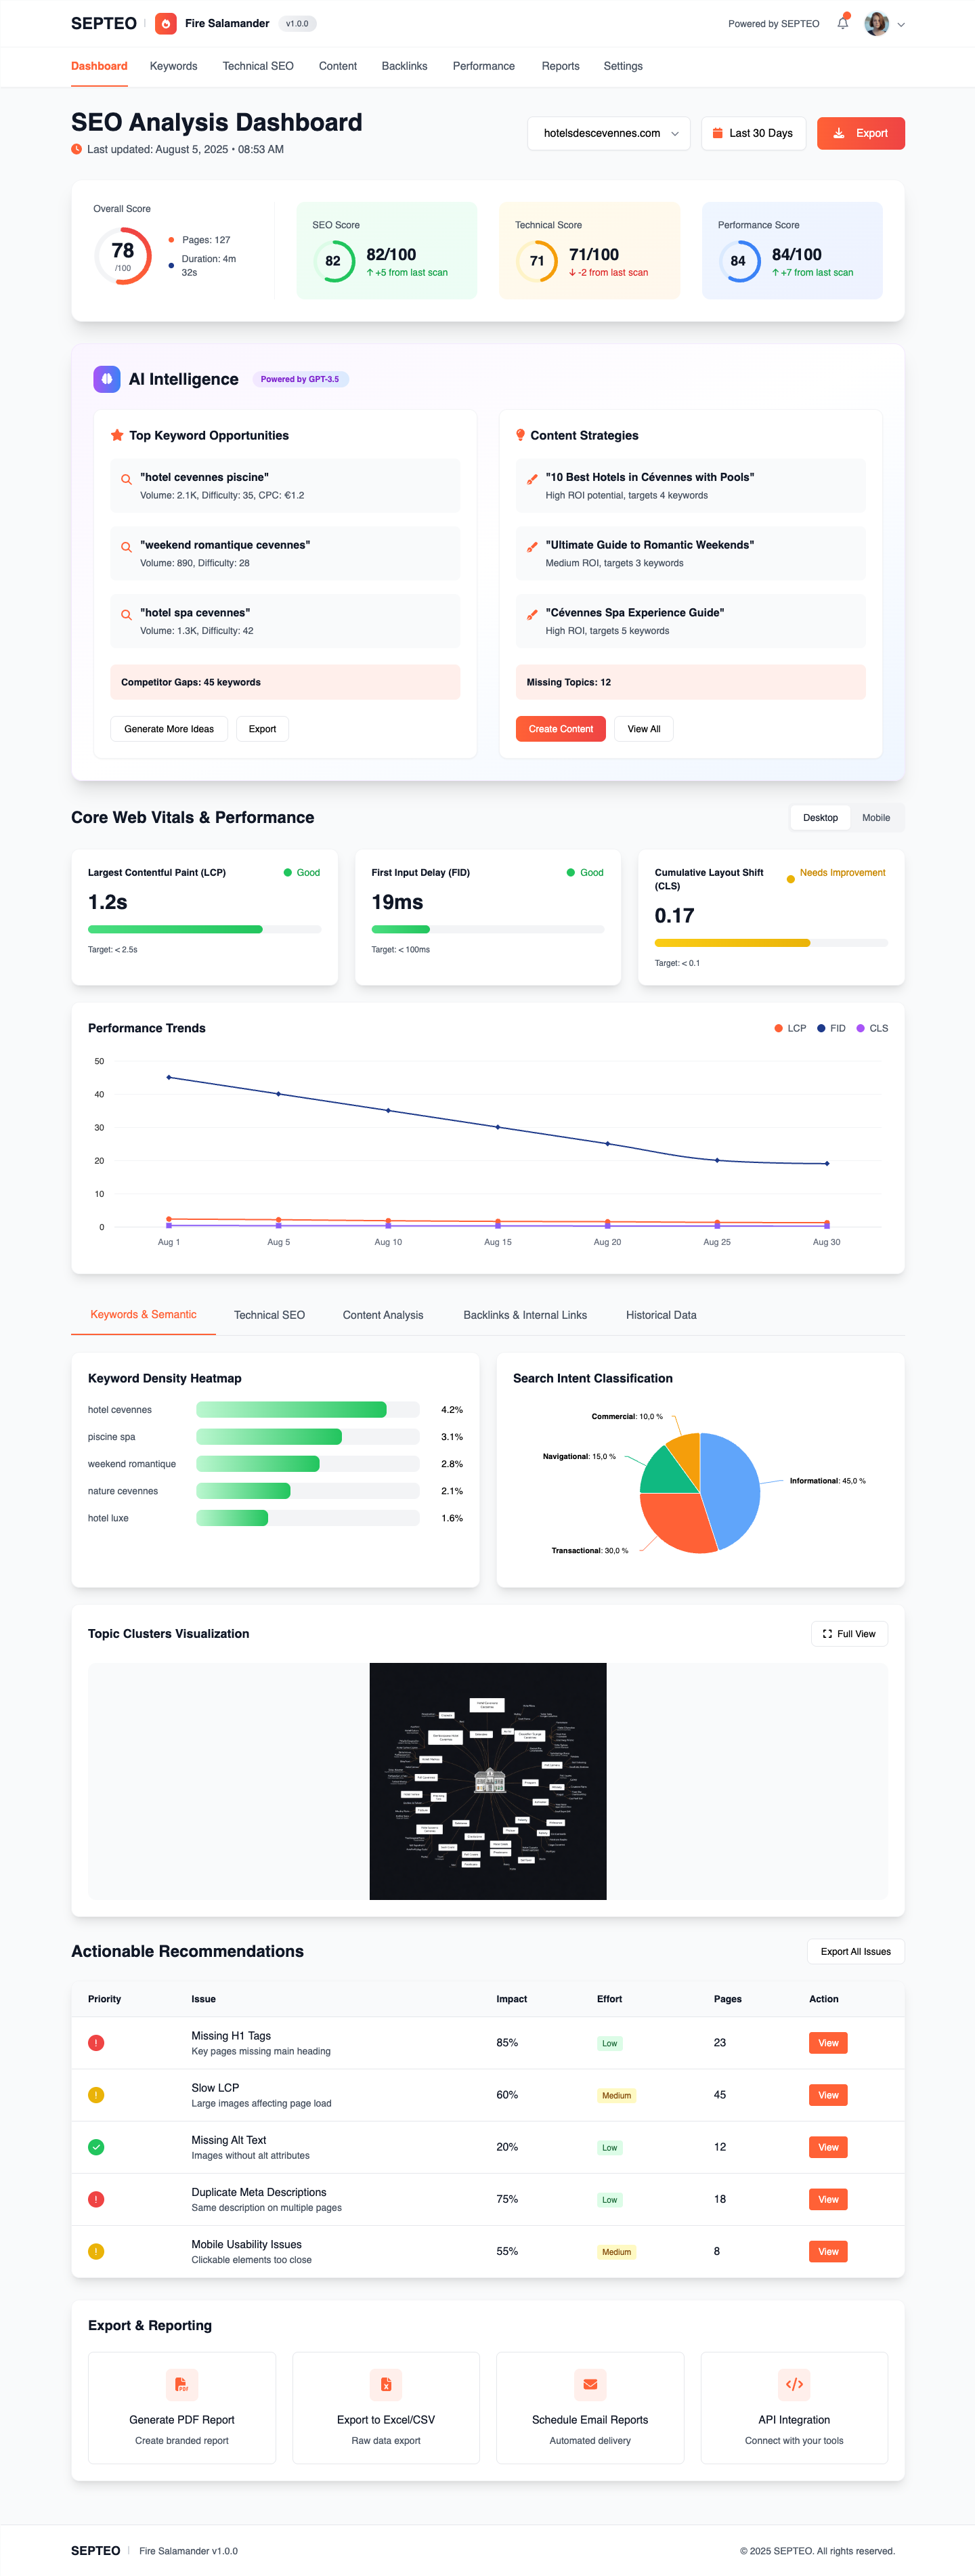 SEPTEO
Fire Salamander
v1.0.0
Powered by SEPTEO
Dashboard
Keywords
Technical SEO
Content
Backlinks
Performance
Reports
Settings
SEO Analysis Dashboard
Last updated: August 5, 2025 • 08:53 AM
hotelsdescevennes.com
Last 30 Days
Export
Overall Score
78
/100
Pages: 127
Duration: 4m
32s
SEO Score
82
82/100
↑ +5 from last scan
Technical Score
71
71/100
↓ -2 from last scan
Performance Score
84
84/100
↑ +7 from last scan
AI Intelligence
Powered by GPT-3.5
Top Keyword Opportunities
"hotel cevennes piscine"
Volume: 2.1K, Difficulty: 35, CPC: €1.2
"weekend romantique cevennes"
Volume: 890, Difficulty: 28
"hotel spa cevennes"
Volume: 1.3K, Difficulty: 42
Competitor Gaps: 45 keywords
Generate More Ideas
Export
Content Strategies
"10 Best Hotels in Cévennes with Pools"
High ROI potential, targets 4 keywords
"Ultimate Guide to Romantic Weekends"
Medium ROI, targets 3 keywords
"Cévennes Spa Experience Guide"
High ROI, targets 5 keywords
Missing Topics: 12
Create Content
View All
Core Web Vitals & Performance
Desktop
Mobile
Largest Contentful Paint (LCP)
Good
1.2s
Target: < 2.5s
First Input Delay (FID)
Good
19ms
Target: < 100ms
Cumulative Layout Shift
(CLS)
Needs Improvement
0.17
Target: < 0.1
Performance Trends
LCP
FID
CLS
50
40
30
20
10
0
Aug 1
Aug 5
Aug 10
Aug 15
Aug 20
Aug 25
Aug 30
Keywords & Semantic
Technical SEO
Content Analysis
Backlinks & Internal Links
Historical Data
Keyword Density Heatmap
hotel cevennes
4.2%
piscine spa
3.1%
weekend romantique
2.8%
nature cevennes
2.1%
hotel luxe
1.6%
Search Intent Classification
Commercial: 10,0 %
Navigational: 15,0 %
Informational: 45,0 %
Transactional: 30,0 %
Topic Clusters Visualization
Full View
Actionable Recommendations
Export All Issues
Priority
Issue
Impact
Effort
Pages
Action
Missing H1 Tags
Key pages missing main heading
85%
Low
23
View
Slow LCP
Large images affecting page load
60%
Medium
45
View
Missing Alt Text
Images without alt attributes
20%
Low
12
View
Duplicate Meta Descriptions
Same description on multiple pages
75%
Low
18
View
Mobile Usability Issues
Clickable elements too close
55%
Medium
8
View
Export & Reporting
PDF
Generate PDF Report
Create branded report
Export to Excel/CSV
Raw data export
Schedule Email Reports
Automated delivery
API Integration
Connect with your tools
SEPTEO
Fire Salamander v1.0.0
© 2025 SEPTEO. All rights reserved.